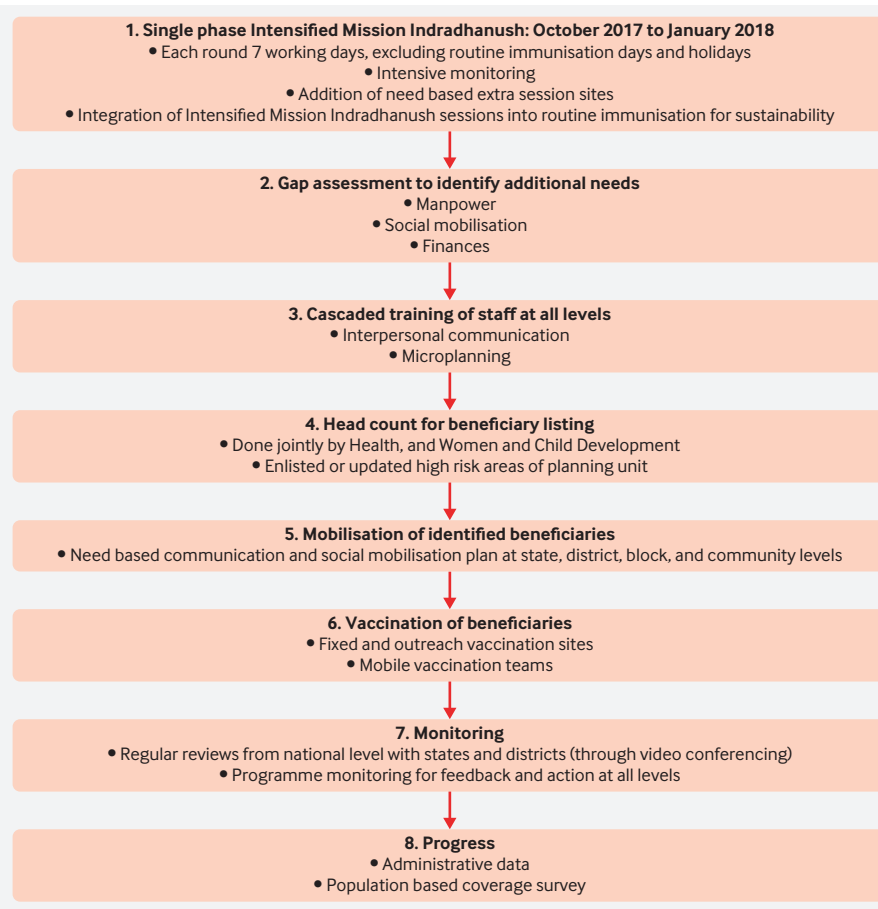 1. Single phase Intensified Mission Indradhanush: October 2017 to January 2018
• Each round 7 working days, excluding routine immunisation days and holidays
• Intensive monitoring
• Addition of need based extra session sites
• Integration of Intensified Mission Indradhanush sessions into routine immunisation for sustainability
2. Gap assessment to identify additional needs
• Manpower
• Social mobilisation
• Finances
3. Cascaded training of staff at all levels
• Interpersonal communication
• Microplanning
4. Head count for beneficiary listing
• Done jointly by Health, and Women and Child Development
• Enlisted or updated high risk areas of planning unit
5. Mobilisation of identified beneficiaries
• Need based communication and social mobilisation plan at state, district, block, and community levels
6. Vaccination of beneficiaries
• Fixed and outreach vaccination sites
• Mobile vaccination teams
7. Monitoring
• Regular reviews from national level with states and districts (through video conferencing)
• Programme monitoring for feedback and action at all levels
8. Progress
• Administrative data
• Population based coverage survey